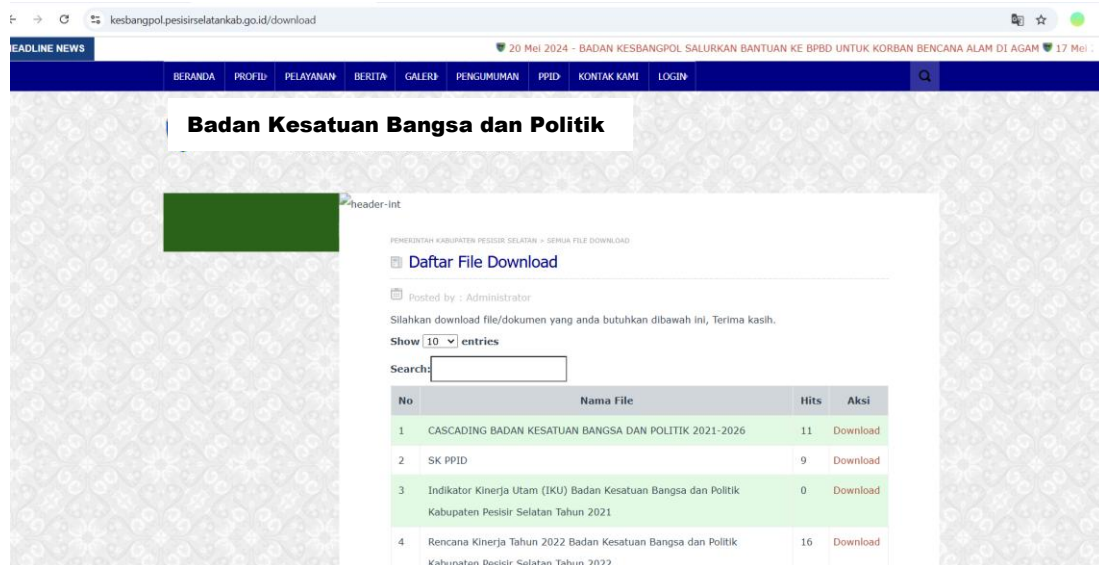 kesbangpol.pesisirselatankab.go.id/download
HEADLINE NEWS
20 Mei 2024 - BADAN KESBANGPOL SALURKAN BANTUAN KE BPBD UNTUK KORBAN BENCANA ALAM DI AGAM 17 Mei
BERANDA PROFIL PELAYANAN BERITA GALERI PENGUMUMAN PPID KONTAK KAMI LOGIN
Badan Kesatuan Bangsa dan Politik
header-int
PEMERINTAH KABUPATEN PESISIR SELATAN » SEMUA FILE DOWNLOAD
Daftar File Download
Posted by : Administrator
Silahkan download file/dokumen yang anda butuhkan dibawah ini, Terima kasih.
Show 10 entries
Search:
No Nama File Hits Aksi
1 CASCADING BADAN KESATUAN BANGSA DAN POLITIK 2021-2026 11 Download
2 SK PPID 9 Download
3 Indikator Kinerja Utam (IKU) Badan Kesatuan Bangsa dan Politik 0 Download
Kabupaten Pesisir Selatan Tahun 2021
4 Rencana Kinerja Tahun 2022 Badan Kesatuan Bangsa dan Politik 16 Download
Kabupaten Pesisir Selatan Tahun 2022